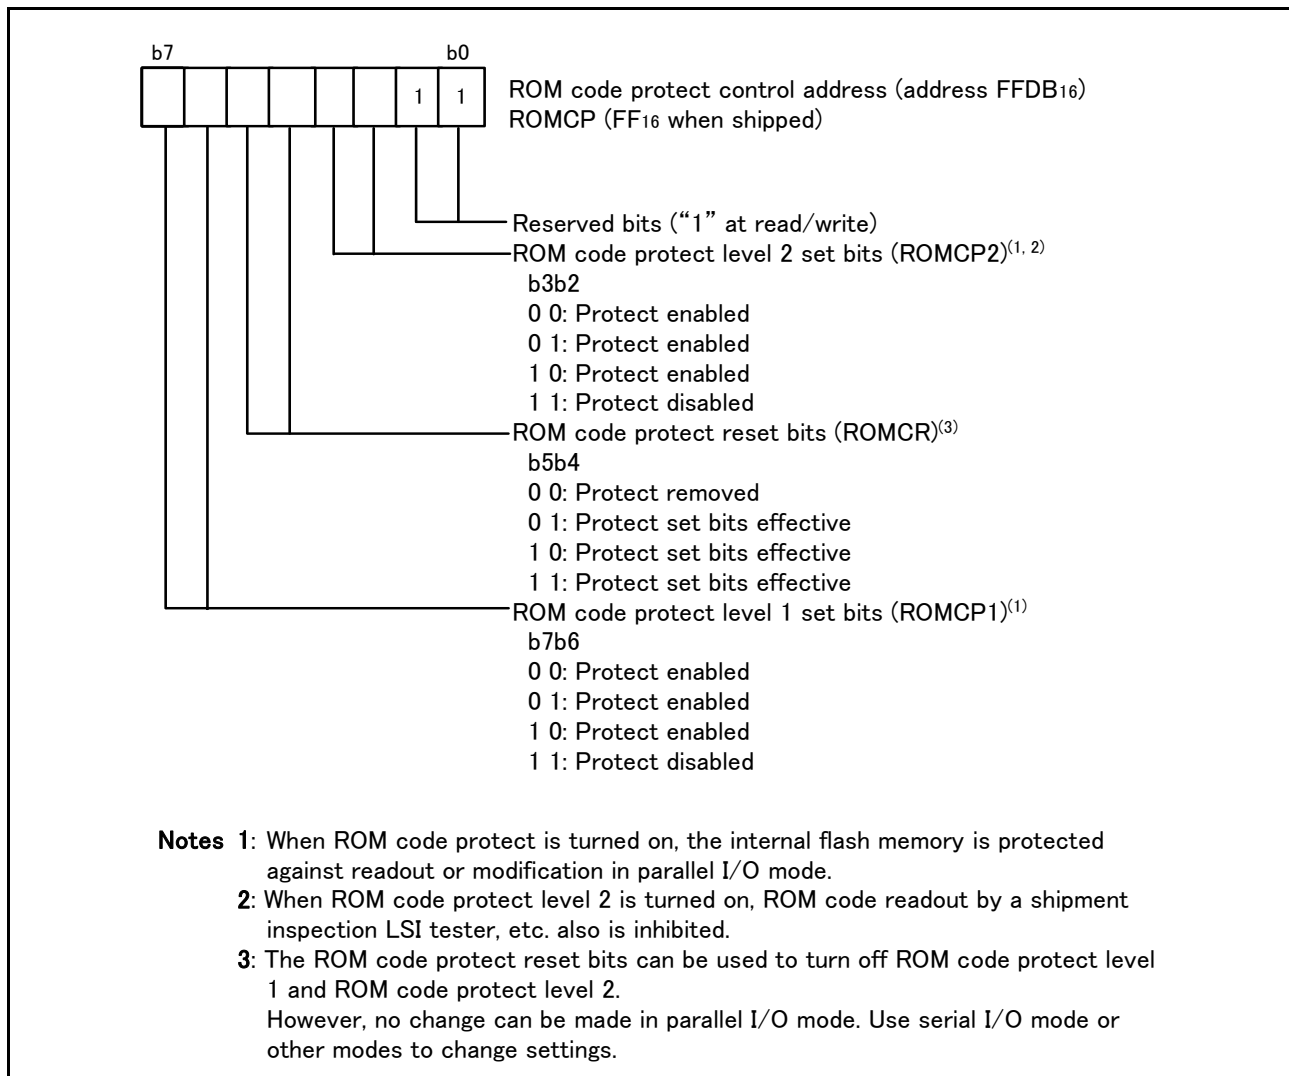 b7 b0
1 1
ROM code protect control address (address FFDB16)
ROMCP (FF16 when shipped)
Reserved bits (“1” at read/write)
ROM code protect level 2 set bits (ROMCP2)(1, 2)
b3b2
0 0: Protect enabled
0 1: Protect enabled
1 0: Protect enabled
1 1: Protect disabled
ROM code protect reset bits (ROMCR)(3)
b5b4
0 0: Protect removed
0 1: Protect set bits effective
1 0: Protect set bits effective
1 1: Protect set bits effective
ROM code protect level 1 set bits (ROMCP1)(1)
b7b6
0 0: Protect enabled
0 1: Protect enabled
1 0: Protect enabled
1 1: Protect disabled
Notes 1: When ROM code protect is turned on, the internal flash memory is protected
against readout or modification in parallel I/O mode.
2: When ROM code protect level 2 is turned on, ROM code readout by a shipment
inspection LSI tester, etc. also is inhibited.
3: The ROM code protect reset bits can be used to turn off ROM code protect level
1 and ROM code protect level 2.
However, no change can be made in parallel I/O mode. Use serial I/O mode or
other modes to change settings.